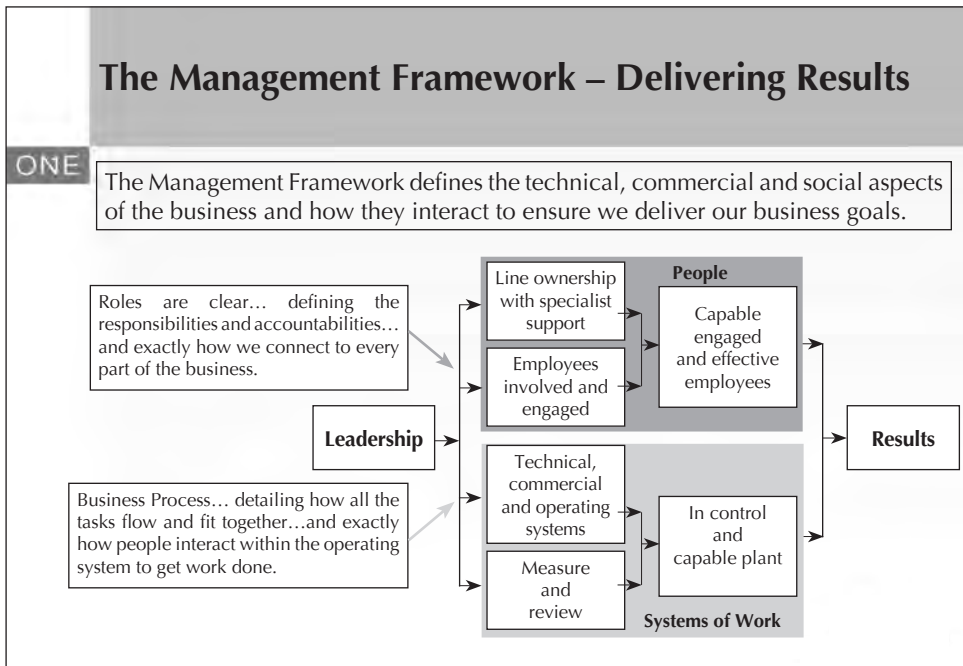 The Management Framework – Delivering Results
ONE
The Management Framework defines the technical, commercial and social aspects
of the business and how they interact to ensure we deliver our business goals.
Roles are clear… defining the
responsibilities and accountabilities…
and exactly how we connect to every
part of the business.
Leadership
Business Process… detailing how all the
tasks flow and fit together…and exactly
how people interact within the operating
system to get work done.
People
Line ownership
with specialist
support
Employees
involved and
engaged
Capable
engaged
and effective
employees
Technical,
commercial
and operating
systems
Measure
and
review
In control
and
capable plant
Systems of Work
Results